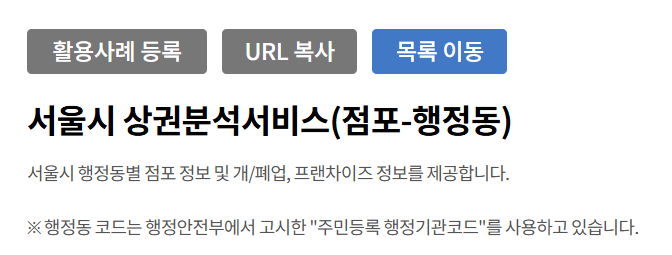 활용사례 등록 URL 복사 목록 이동
서울시 상권분석서비스(점포-행정동)
서울시 행정동별 점포 정보 및 개/폐업, 프랜차이즈 정보를 제공합니다.
※ 행정동 코드는 행정안전부에서 고시한 "주민등록 행정기관코드"를 사용하고 있습니다.